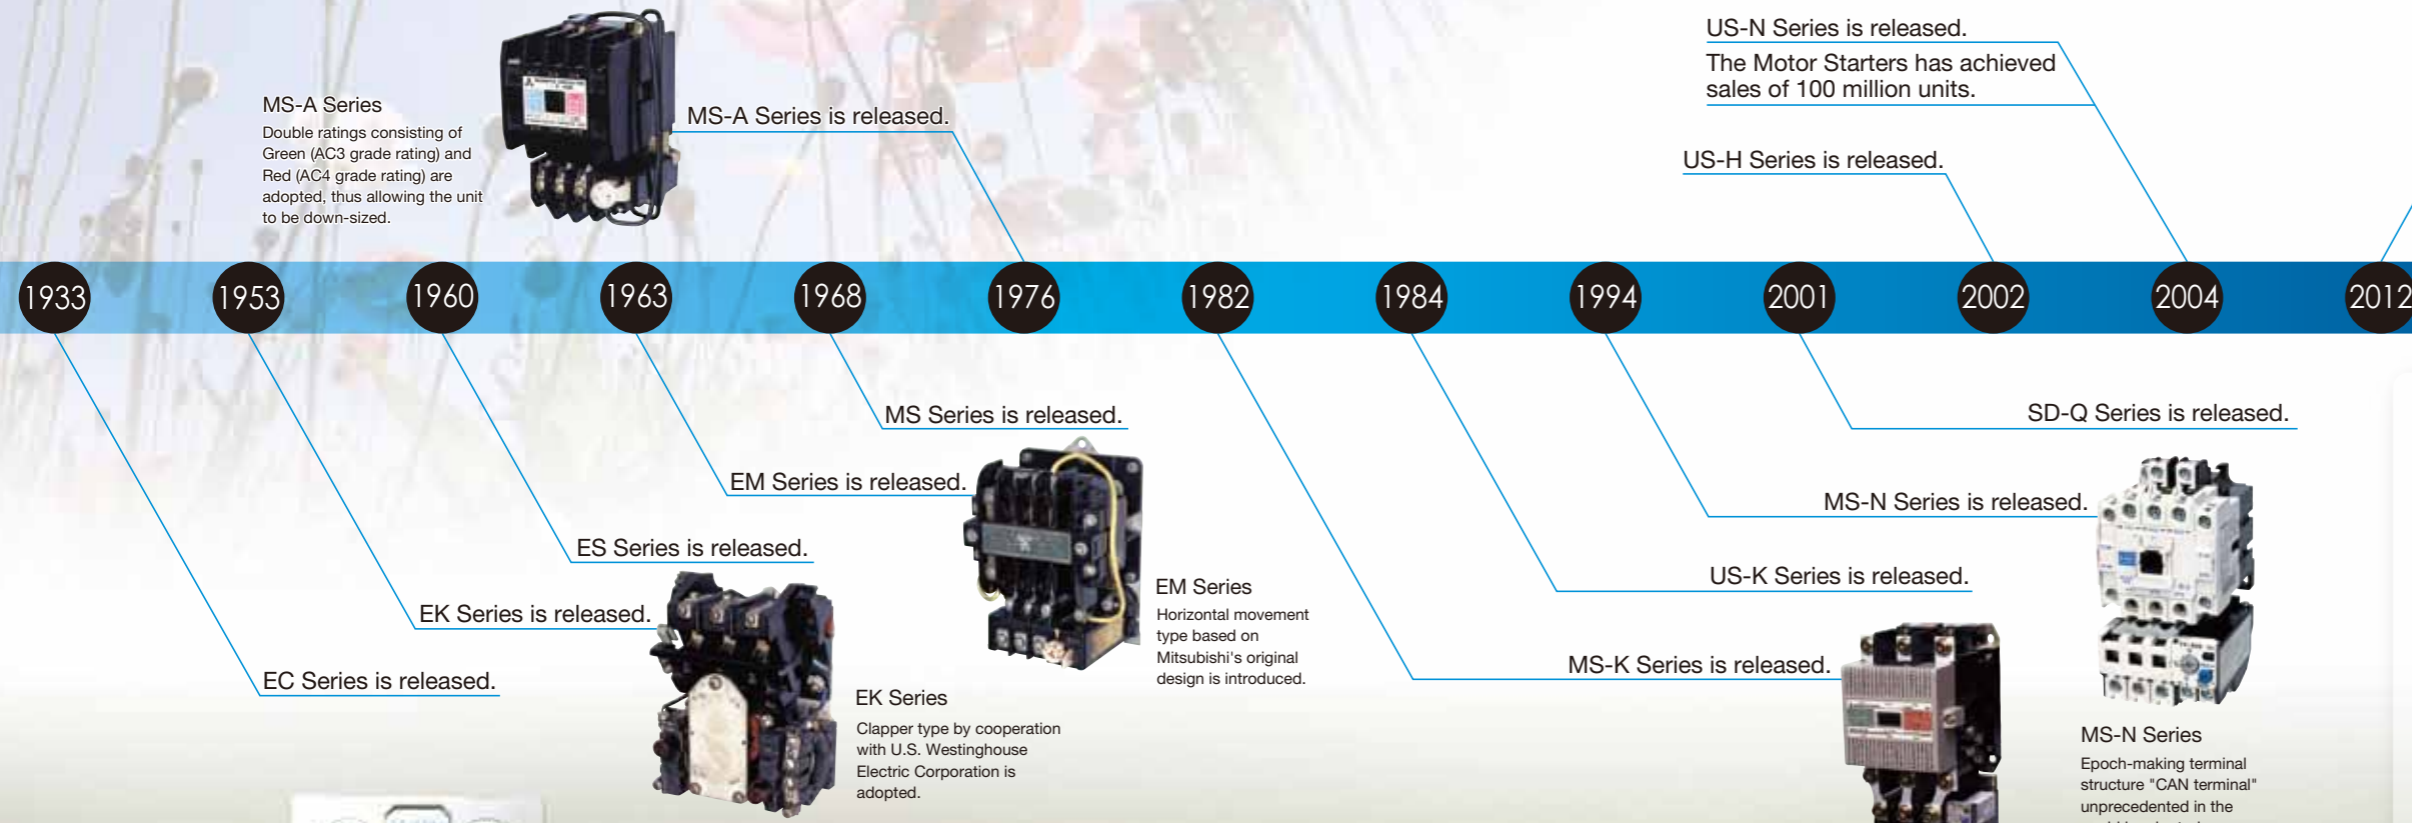 US-N Series is released.
The Motor Starters has achieved
sales of 100 million units.
MS-A Series
Double ratings consisting of
Green (AC3 grade rating) and
Red (AC4 grade rating) are
adopted, thus allowing the unit
to be down-sized.
MS-A Series is released.
US-H Series is released.
1933
1953
1960
1963
1968
1976
1982
1984
1994
2001
2002
2004
2012
MS Series is released.
SD-Q Series is released.
EM Series is released.
MS-N Series is released.
ES Series is released.
US-K Series is released.
EM Series
Horizontal movement
type based on
Mitsubishi's original
design is introduced.
EK Series is released.
MS-K Series is released.
EC Series is released.
EK Series
Clapper type by cooperation
with U.S. Westinghouse
Electric Corporation is
adopted.
MS-N Series
Epoch-making terminal
structure "CAN terminal"
unprecedented in the